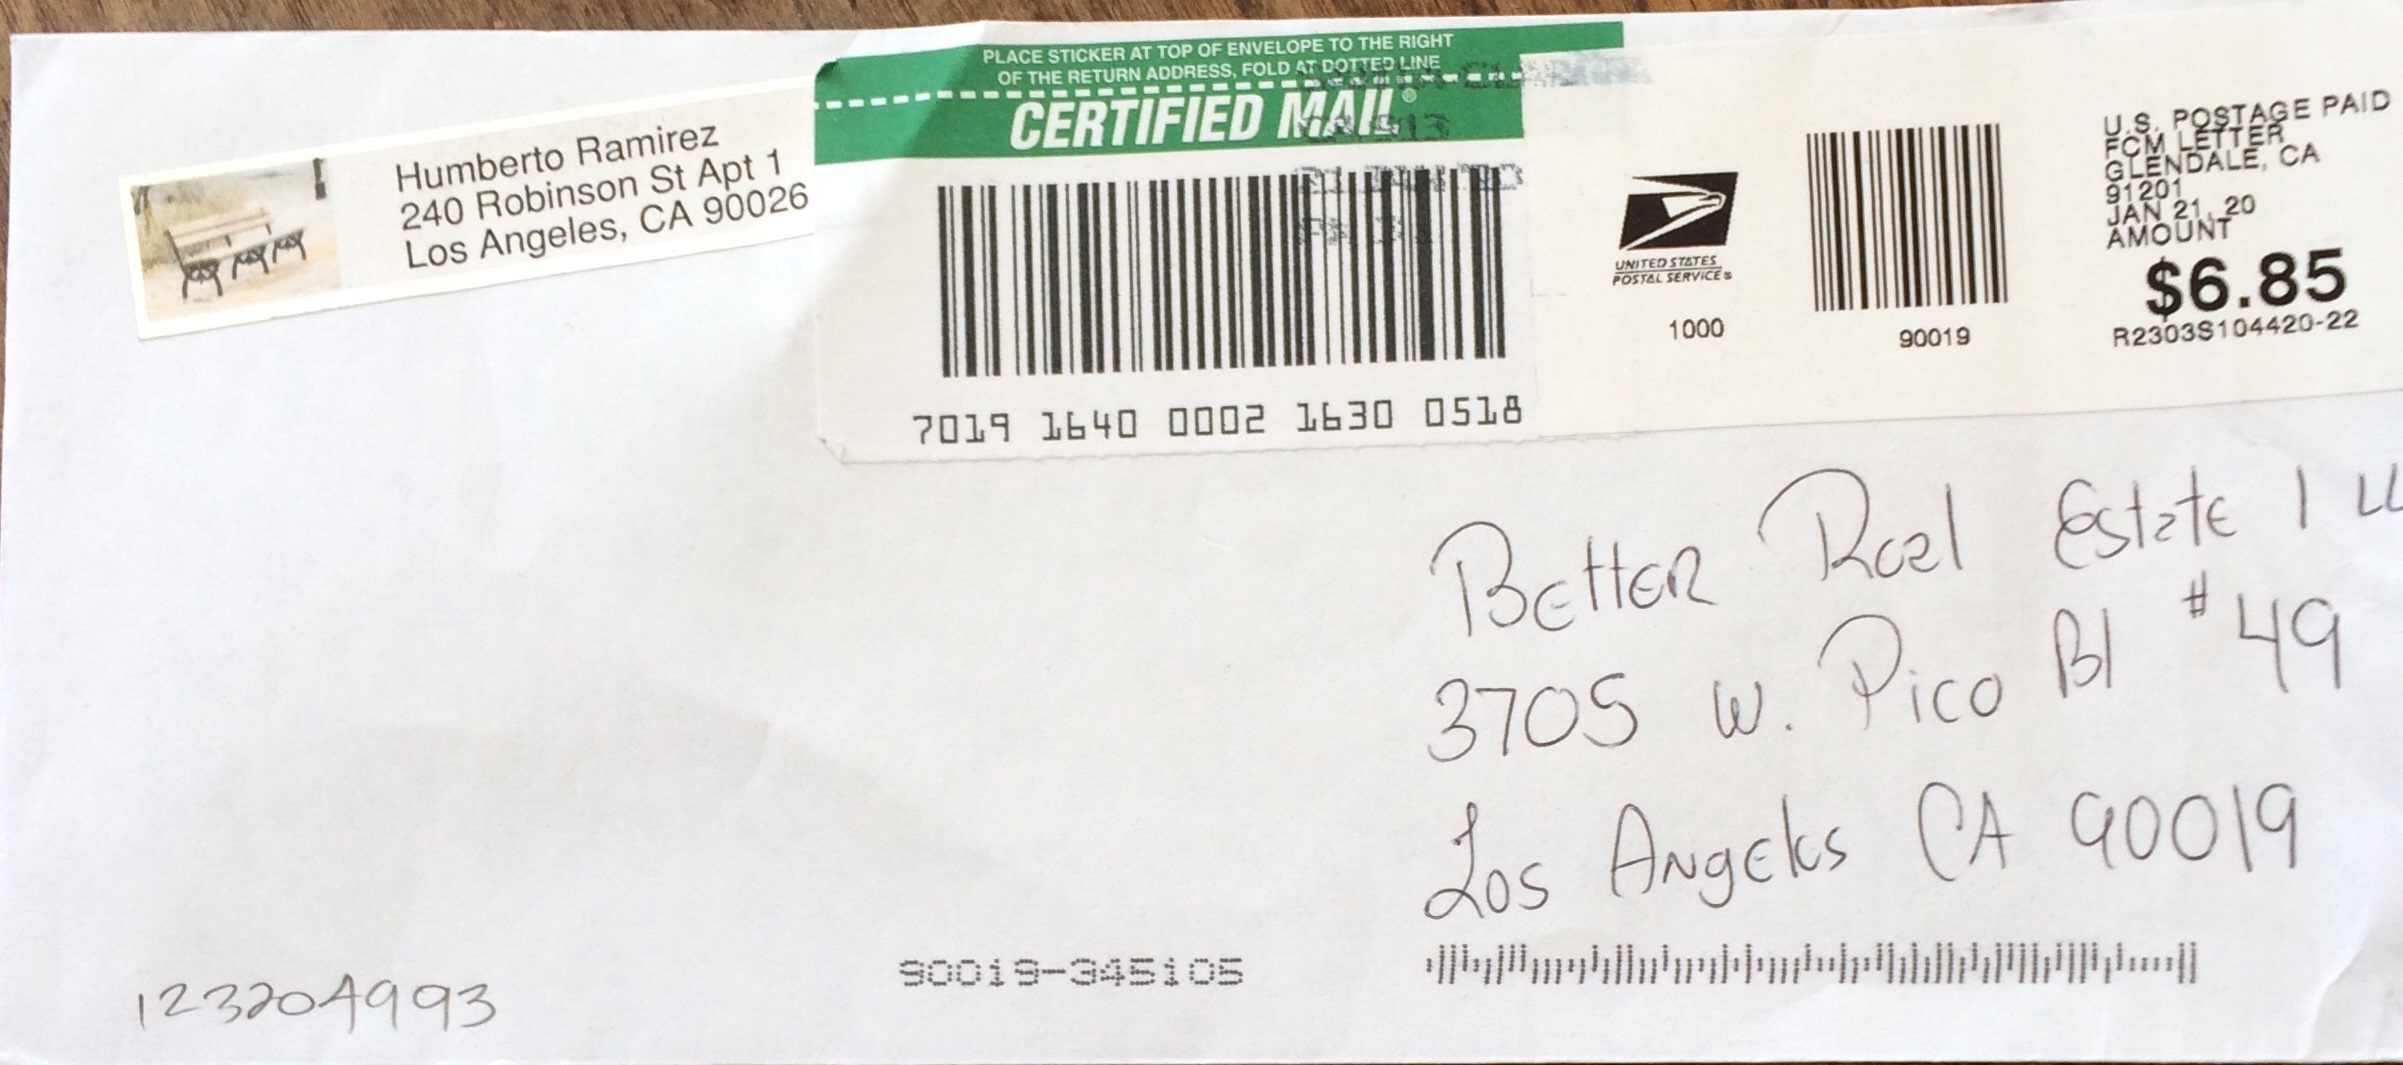 Humberto Ramirez
240 Robinson St Apt 1
Los Angeles, CA 90026
PLACE STICKER AT TOP OF ENVELOPE TO THE RIGHT
OF THE RETURN ADDRESS, FOLD AT DOTTED LINE
CERTIFIED MAIL®
7019 1640 0002 1630 0518
UNITED STATES
POSTAL SERVICE®
1000
90019
U.S. POSTAGE PAID
FCM LETTER
GLENDALE, CA
91201
JAN 21, 20
AMOUNT
$6.85
R2303S104420-22
Better Real Estate 1 LL
3705 W. Pico Bl #49
Los Angeles CA 90019
90019-345105
123204993